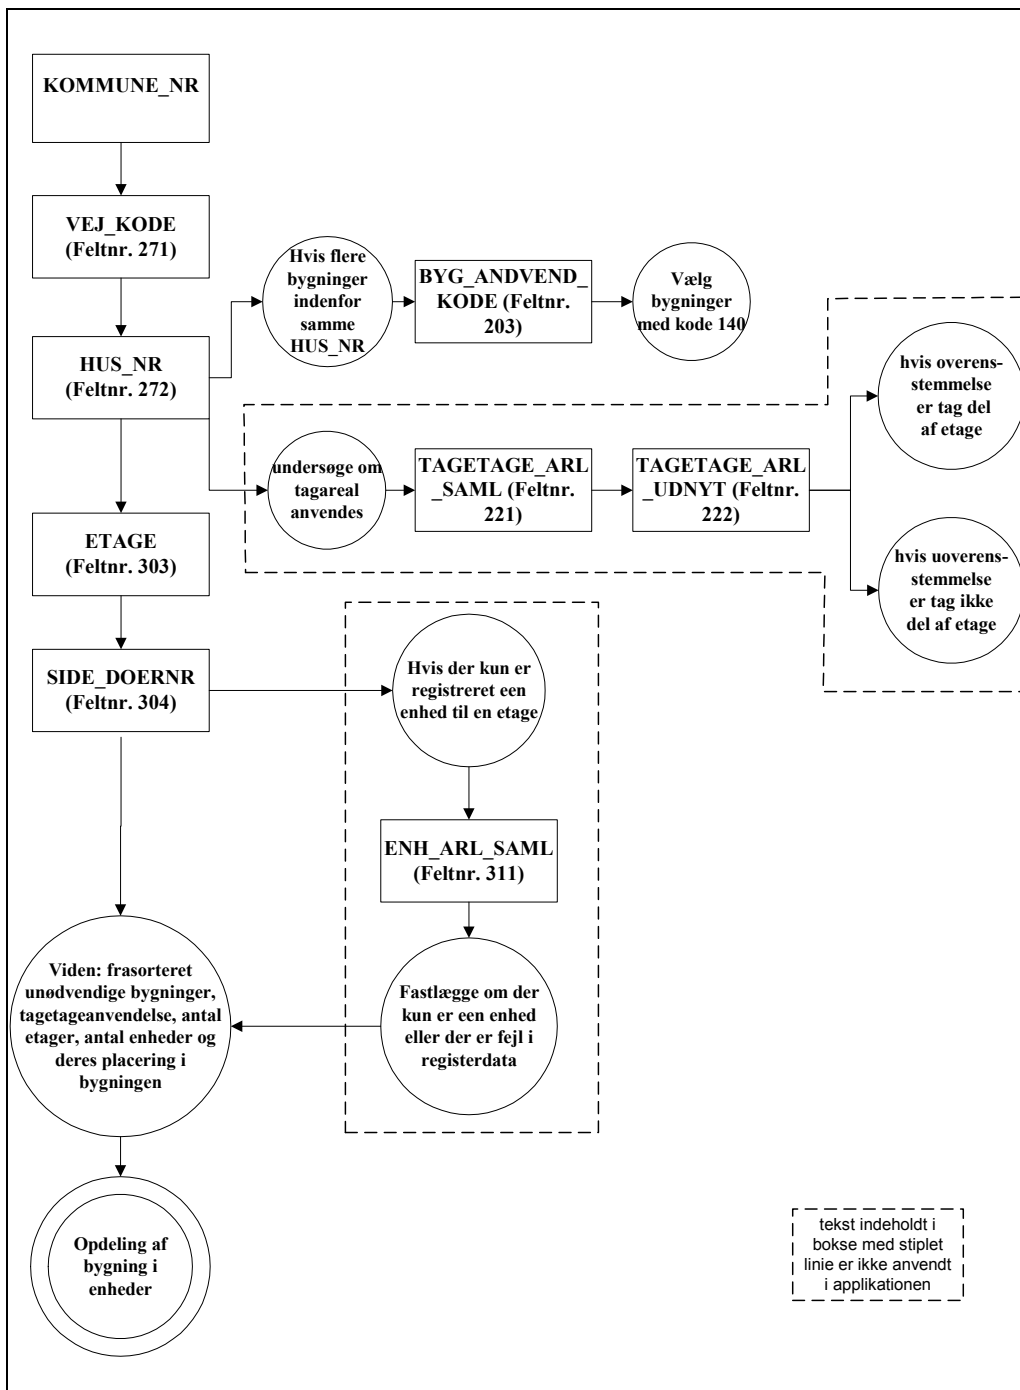 KOMMUNE_NR
VEJ_KODE
(Feltnr. 271)
Hvis flere
bygninger
indenfor
samme
HUS_NR
BYG_ANDVEND_
KODE (Feltnr.
203)
Vælg
bygninger
med kode 140
HUS_NR
(Feltnr. 272)
hvis overens-
stemmelse
er tag del
af etage
undersøge om
tagareal
anvendes
TAGETAGE_ARL
_SAML (Feltnr.
221)
TAGETAGE_ARL
_UDNYT (Feltnr.
222)
ETAGE
(Feltnr. 303)
hvis uoverens-
stemmelse
er tag ikke
del af etage
SIDE_DOERNR
(Feltnr. 304)
Hvis der kun er
registreret een
enhed til en etage
ENH_ARL_SAML
(Feltnr. 311)
Viden: frasorteret
unødvendige bygninger,
tagetageanvendelse, antal
etager, antal enheder og
deres placering i
bygningen
Fastlægge om der
kun er een enhed
eller der er fejl i
registerdata
Opdeling af
bygning i
enheder
tekst indeholdt i
bokse med stiplet
linie er ikke anvendt
i applikationen